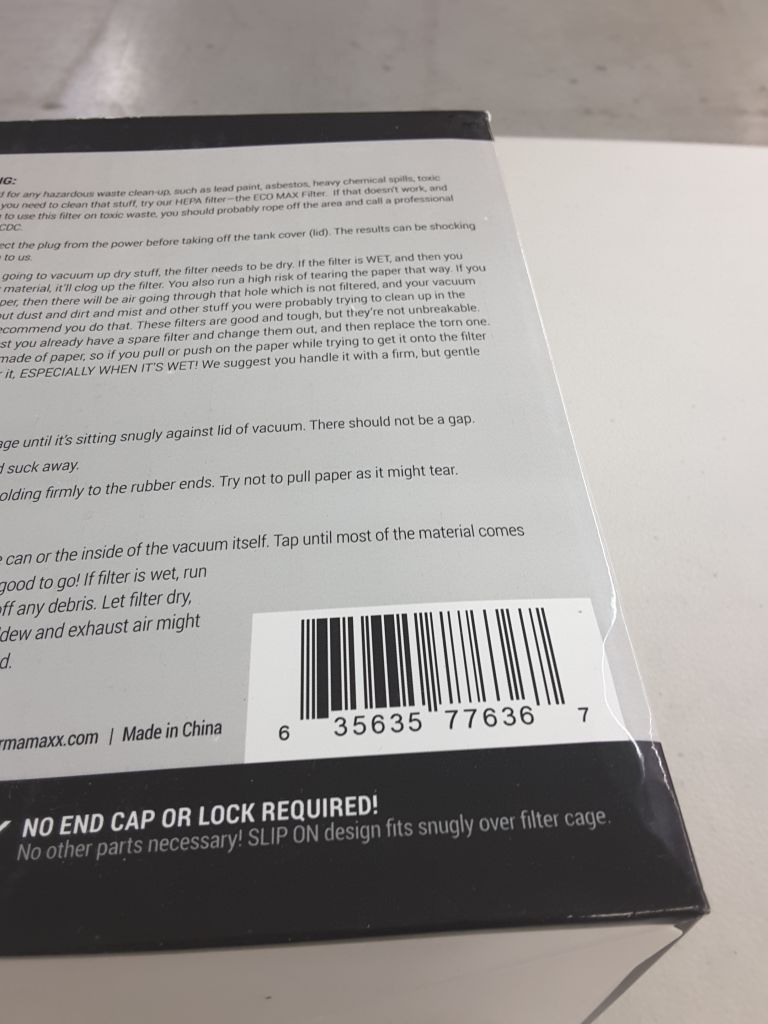 NG:
for any hazardous waste clean-up, such as lead paint, asbestos, heavy chemical spills, toxic
you need to clean that stuff, try our HEPA filter—the ECO MAX Filter. If that doesn't work, and
to use this filter on toxic waste, you should probably rope off the area and call a professional
CDC.
ect the plug from the power before taking off the tank cover (lid). The results can be shocking
to us.
going to vacuum up dry stuff, the filter needs to be dry. If the filter is WET, and then you
material, it'll clog up the filter. You also run a high risk of tearing the paper that way. If you
per, then there will be air going through that hole which is not filtered, and your vacuum
out dust and dirt and mist and other stuff you were probably trying to clean up in the
ecommend you do that. These filters are good and tough, but they're not unbreakable.
st you already have a spare filter and change them out, and then replace the torn one.
made of paper, so if you pull or push on the paper while trying to get it onto the filter
r it, ESPECIALLY WHEN IT'S WET! We suggest you handle it with a firm, but gentle
age until it's sitting snugly against lid of vacuum. There should not be a gap.
d suck away.
olding firmly to the rubber ends. Try not to pull paper as it might tear.
e can or the inside of the vacuum itself. Tap until most of the material comes
good to go! If filter is wet, run
off any debris. Let filter dry,
ldew and exhaust air might
d.
rmamaxx.com | Made in China
6 35635 77636 7
✓ NO END CAP OR LOCK REQUIRED!
No other parts necessary! SLIP ON design fits snugly over filter cage.